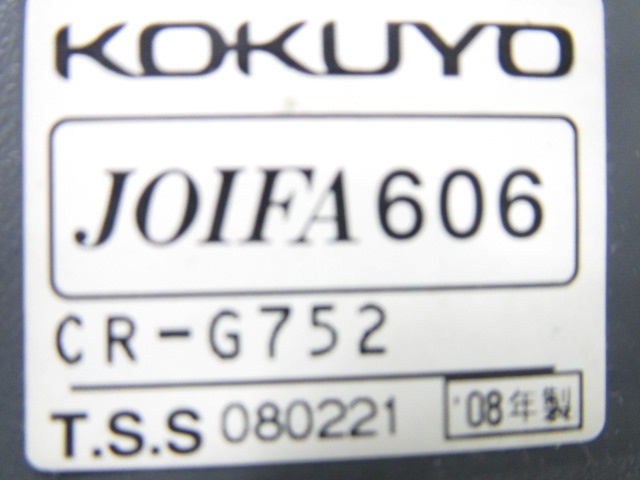 KOKUYO
JOIFA 606
CR-G752
T.S.S 080221 '08年製